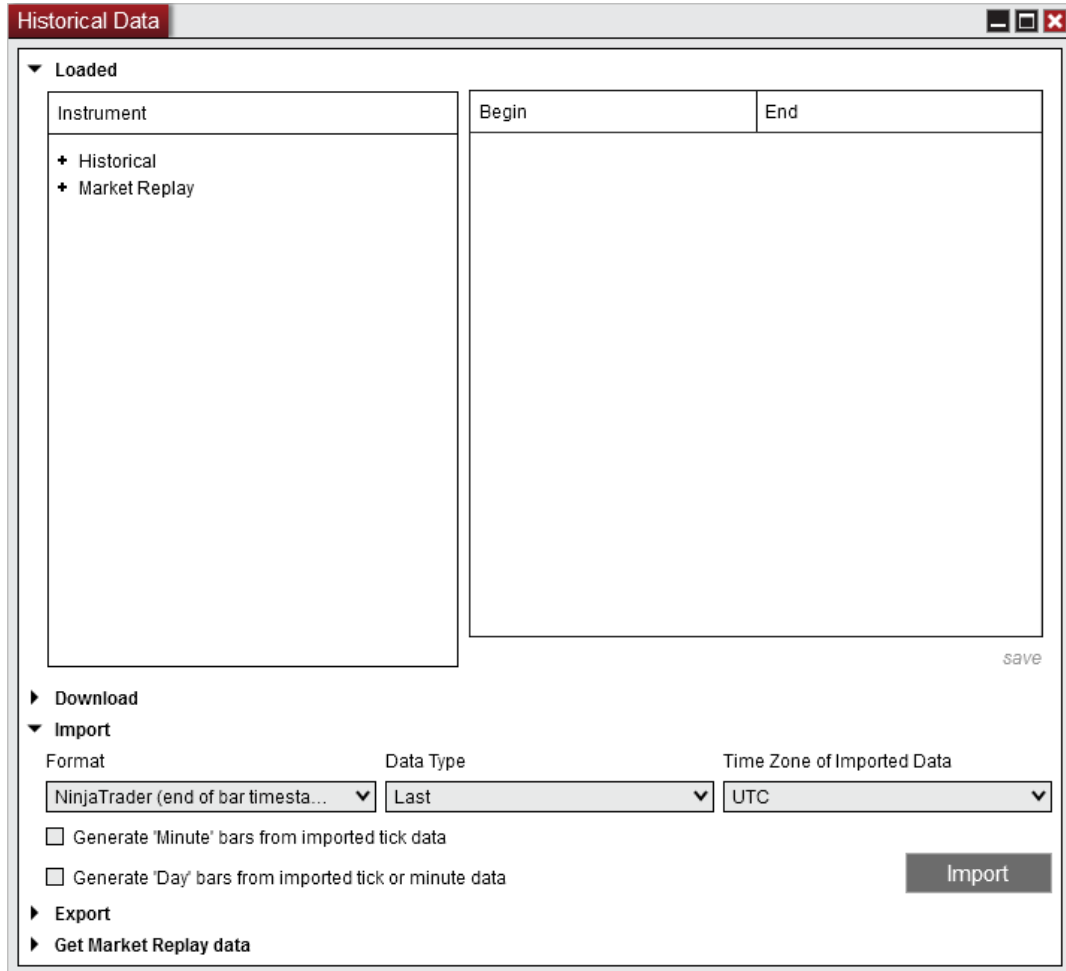 Historical Data
Loaded
Instrument
Begin
End
Historical
Market Replay
save
Download
Import
Format
Data Type
Time Zone of Imported Data
NinjaTrader (end of bar timesta...
Last
UTC
Generate 'Minute' bars from imported tick data
Generate 'Day' bars from imported tick or minute data
Import
Export
Get Market Replay data